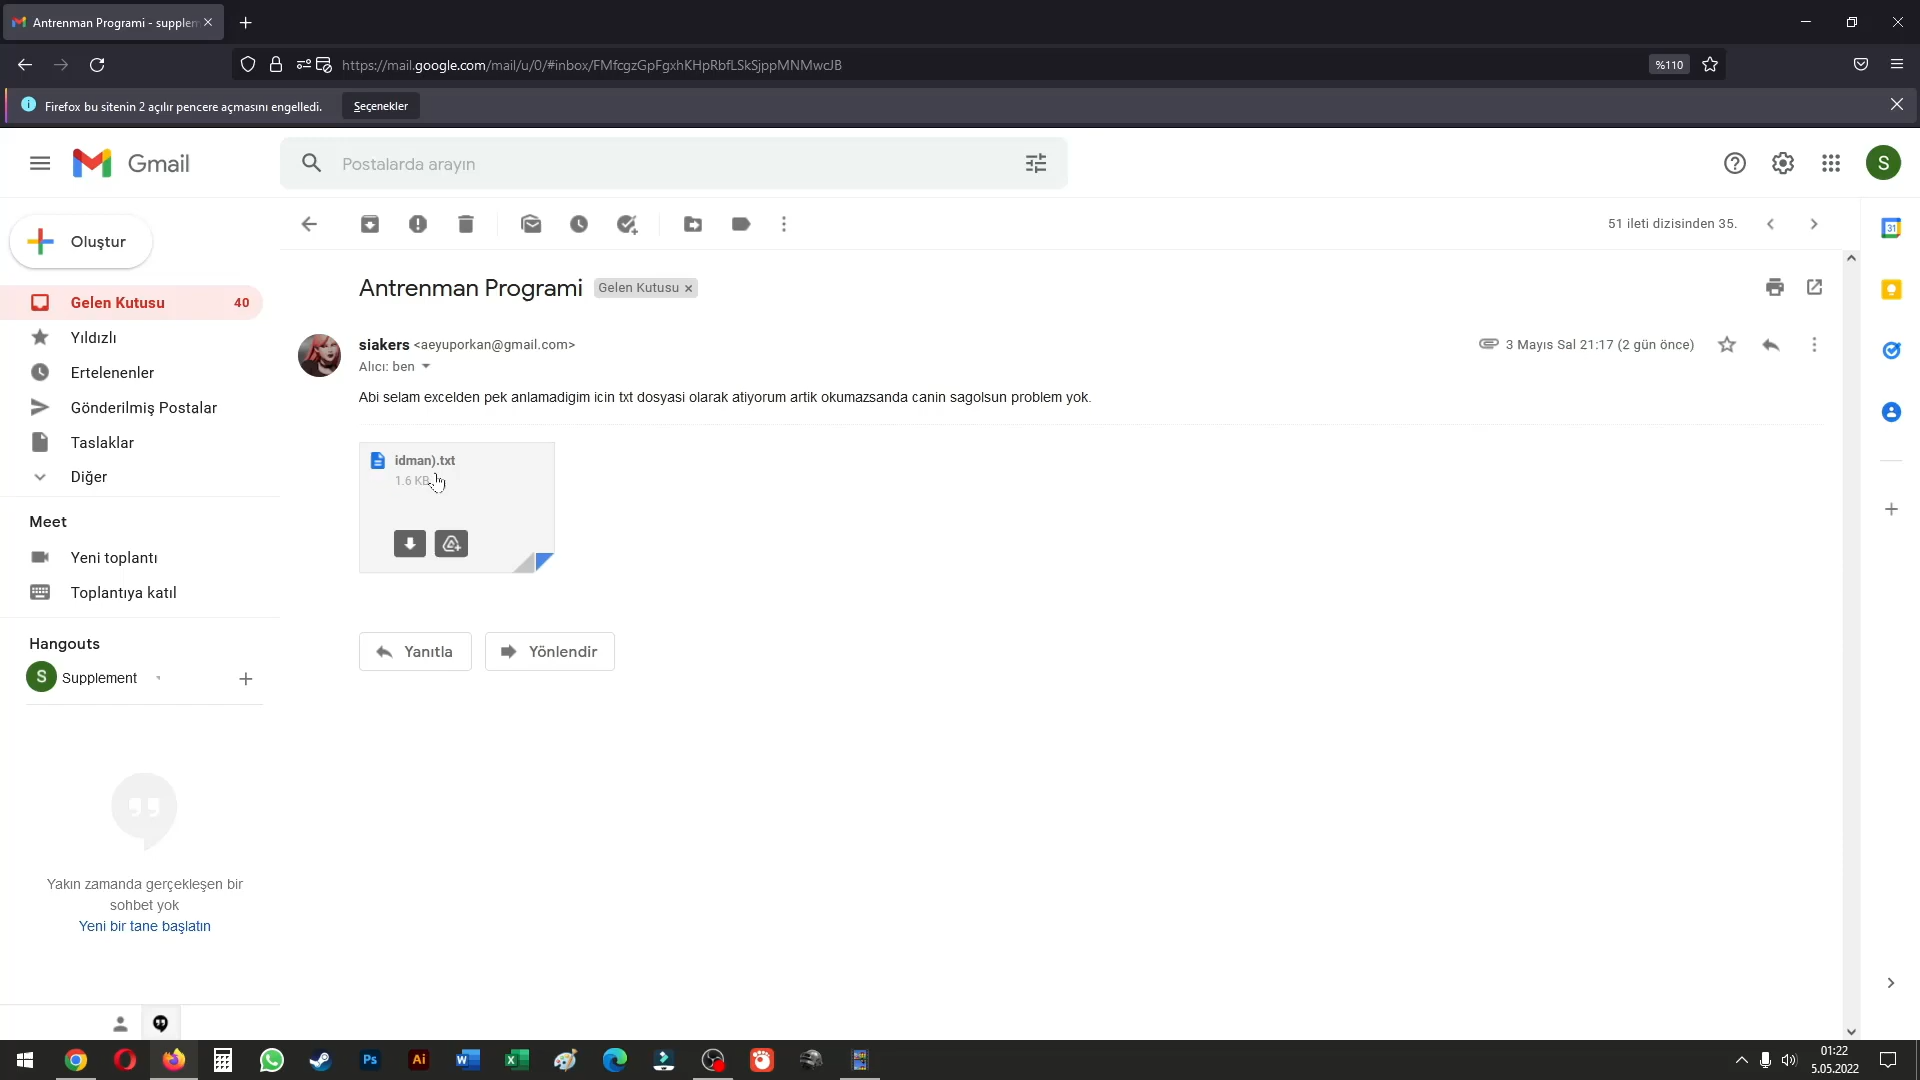 Antrenman Programi - supplem
https://mail.google.com/mail/u/0/#inbox/FMfcgzGpFgxhKHpRbfLSkSjppMNMwcJB
%110
Firefox bu sitenin 2 açılır pencere açmasını engelledi.
Seçenekler
Gmail
Postalarda arayın
S
Oluştur
51 ileti dizisinden 35.
31
Gelen Kutusu 40
Yıldızlı
Ertelenenler
Gönderilmiş Postalar
Taslaklar
Diğer
Meet
Yeni toplantı
Toplantıya katıl
Hangouts
S
Supplement
Yakın zamanda gerçekleşen bir
sohbet yok
Yeni bir tane başlatın
Antrenman Programi
Gelen Kutusu
siakers <aeyuporkan@gmail.com>
3 Mayıs Sal 21:17 (2 gün önce)
Alıcı: ben
Abi selam excelden pek anlamadigim icin txt dosyasi olarak atiyorum artik okumazsanda canin sagolsun problem yok.
idman).txt
1.6 KB
Yanıtla
Yönlendir
Ps
Ai
01:22
5.05.2022